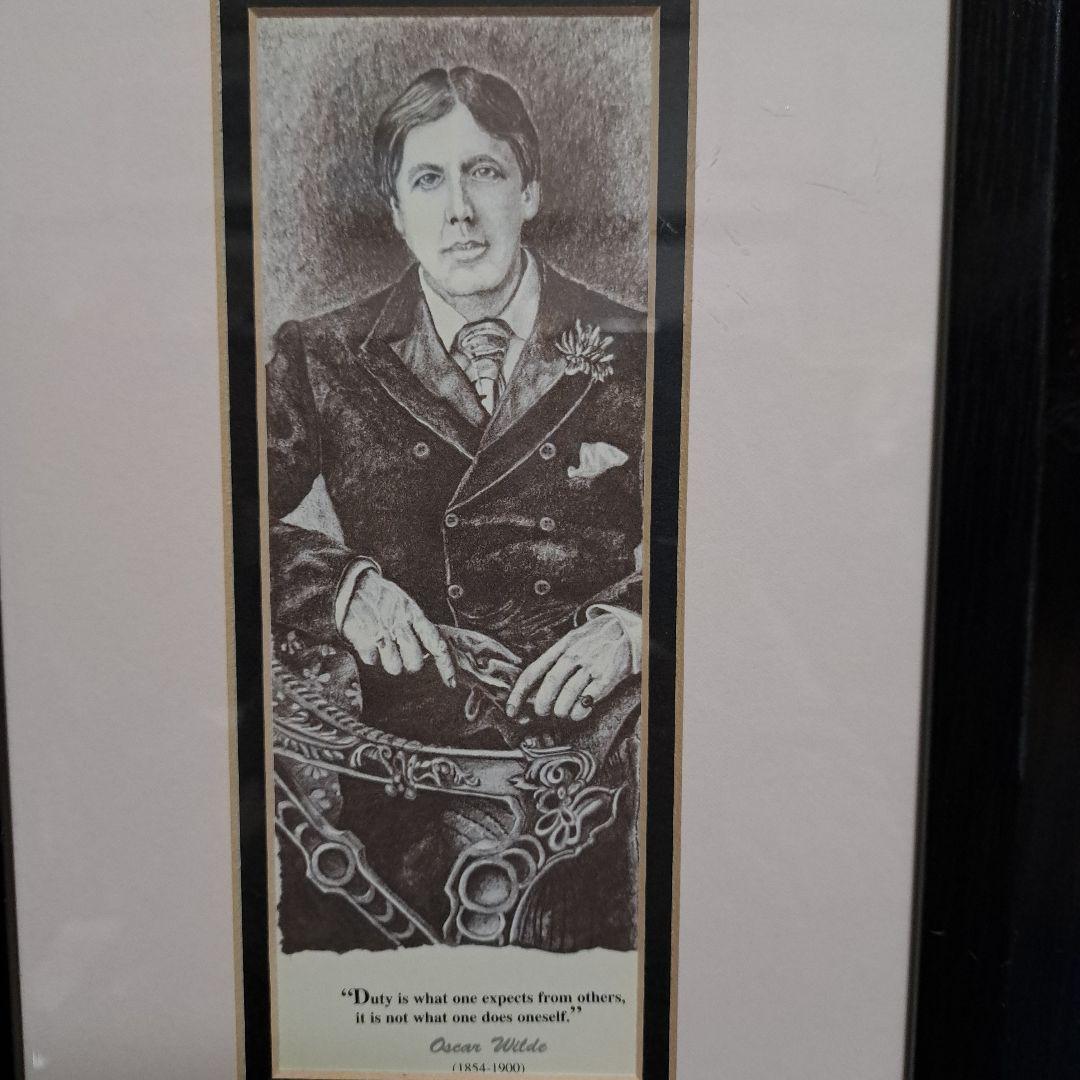 “Duty is what one expects from others,
it is not what one does oneself.”
Oscar Wilde
(1854-1900)